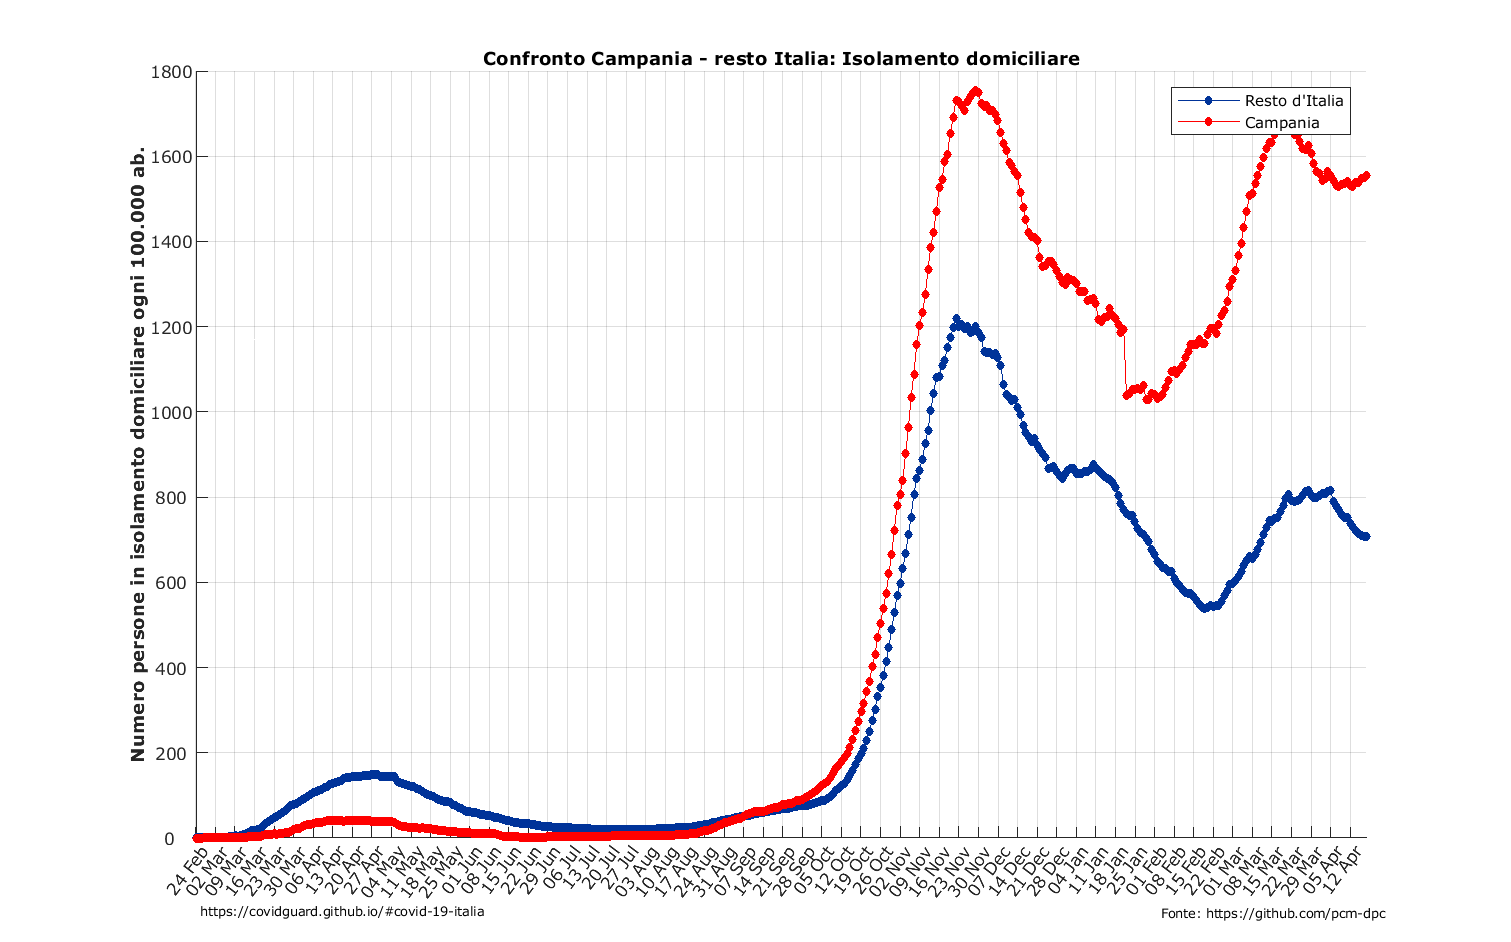 Confronto Campania - resto Italia: Isolamento domiciliare
Numero persone in isolamento domiciliare ogni 100.000 ab.
1800
1600
1400
1200
1000
800
600
400
200
0
Resto d'Italia
Campania
24 Feb
02 Mar
09 Mar
16 Mar
23 Mar
30 Mar
06 Apr
13 Apr
20 Apr
27 Apr
04 May
11 May
18 May
25 May
01 Jun
08 Jun
15 Jun
22 Jun
29 Jun
06 Jul
13 Jul
20 Jul
27 Jul
03 Aug
10 Aug
17 Aug
24 Aug
31 Aug
07 Sep
14 Sep
21 Sep
28 Sep
05 Oct
12 Oct
19 Oct
26 Oct
02 Nov
09 Nov
16 Nov
23 Nov
30 Nov
07 Dec
14 Dec
21 Dec
28 Dec
04 Jan
11 Jan
18 Jan
25 Jan
01 Feb
08 Feb
15 Feb
22 Feb
01 Mar
08 Mar
15 Mar
22 Mar
29 Mar
05 Apr
12 Apr
https://covidguard.github.io/#covid-19-italia
Fonte: https://github.com/pcm-dpc